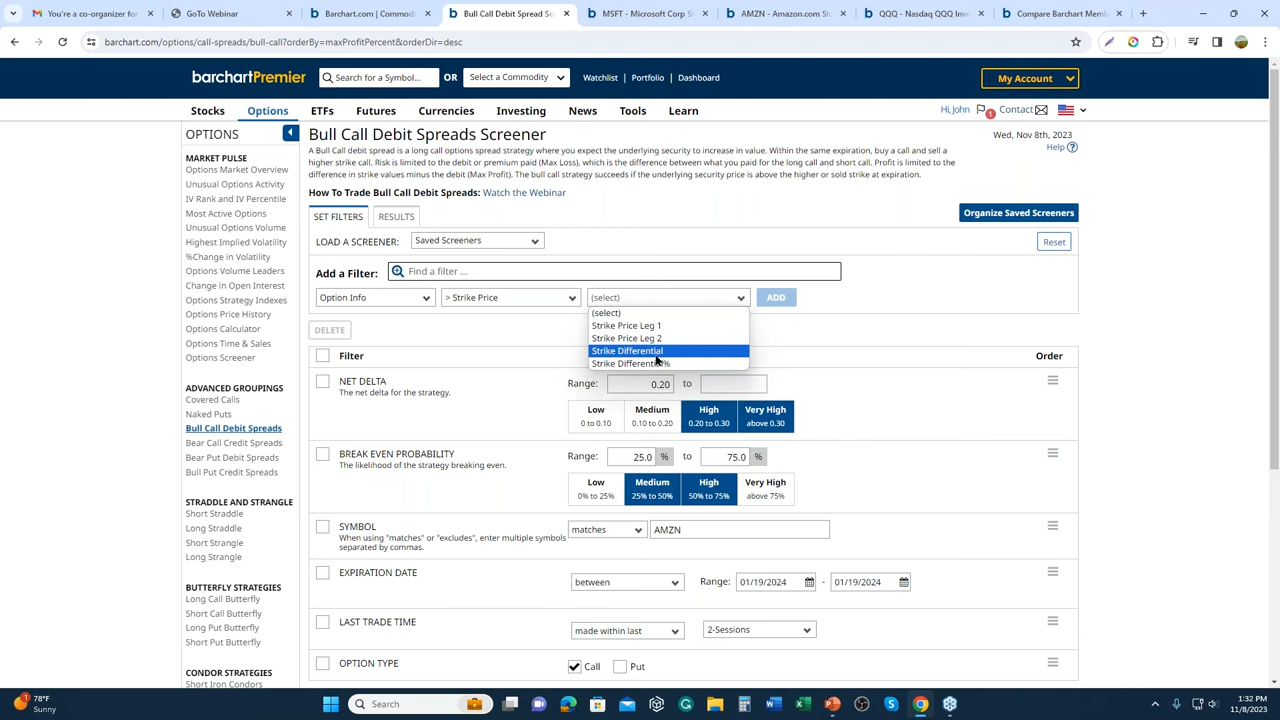 You're a co-organizer for
GoTo Webinar
Barchart.com | Commod
Bull Call Debit Spread Sc
MSFT - Microsoft Corp St
AMZN - Amazon.com Sto
QQQ - Nasdaq QQQ Inve
Compare Barchart Memb
barchart.com/options/call-spreads/bull-call?orderBy=maxProfitPercent&orderDir=desc
barchartPremier
Search for a Symbol...
OR
Select a Commodity
Watchlist
Portfolio
Dashboard
My Account
Stocks
Options
ETFs
Futures
Currencies
Investing
News
Tools
Learn
Hi, John
1
Contact
OPTIONS
MARKET PULSE
Options Market Overview
Unusual Options Activity
IV Rank and IV Percentile
Most Active Options
Unusual Options Volume
Highest Implied Volatility
%Change in Volatility
Options Volume Leaders
Change in Open Interest
Options Strategy Indexes
Options Price History
Options Calculator
Options Time & Sales
Options Screener
ADVANCED GROUPINGS
Covered Calls
Naked Puts
Bull Call Debit Spreads
Bear Call Credit Spreads
Bear Put Debit Spreads
Bull Put Credit Spreads
STRADDLE AND STRANGLE
Short Straddle
Long Straddle
Short Strangle
Long Strangle
BUTTERFLY STRATEGIES
Long Call Butterfly
Short Call Butterfly
Long Put Butterfly
Short Put Butterfly
CONDOR STRATEGIES
Short Iron Condors
Bull Call Debit Spreads Screener
Wed, Nov 8th, 2023
Help ?
A Bull Call debit spread is a long call options spread strategy where you expect the underlying security to increase in value. Within the same expiration, buy a call and sell a
higher strike call. Risk is limited to the debit or premium paid (Max Loss), which is the difference between what you paid for the long call and short call. Profit is limited to the
difference in strike values minus the debit (Max Profit). The bull call strategy succeeds if the underlying security price is above the higher or sold strike at expiration.
How To Trade Bull Call Debit Spreads: Watch the Webinar
SET FILTERS
RESULTS
Organize Saved Screeners
LOAD A SCREENER:
Saved Screeners
Reset
Add a Filter:
Find a filter ...
Option Info
> Strike Price
(select)
ADD
(select)
Strike Price Leg 1
Strike Price Leg 2
Strike Differential
Strike Differential%
DELETE
Filter
Order
NET DELTA
The net delta for the strategy.
Range:
0.20
to
Low
0 to 0.10
Medium
0.10 to 0.20
High
0.20 to 0.30
Very High
above 0.30
BREAK EVEN PROBABILITY
The likelihood of the strategy breaking even.
Range:
25.0 %
to
75.0 %
Low
0% to 25%
Medium
25% to 50%
High
50% to 75%
Very High
above 75%
SYMBOL
When using "matches" or "excludes", enter multiple symbols
separated by commas.
matches
AMZN
EXPIRATION DATE
between
Range:
01/19/2024
-
01/19/2024
LAST TRADE TIME
made within last
2-Sessions
OPTION TYPE
Call
Put
1
78°F
Sunny
Search
1:32 PM
11/8/2023